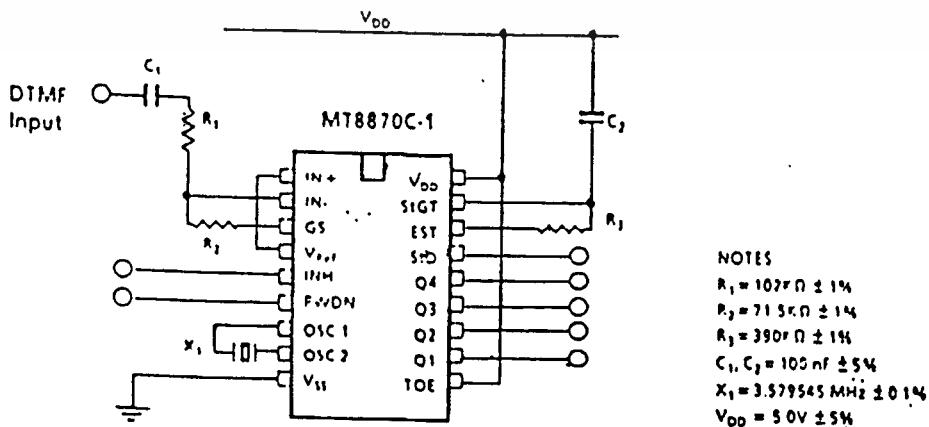 VDD
C1
DTMF
Input
R1
MT8870C-1
C2
IN+
IN-
GS
R2
VRef
INH
PWDN
OSC 1
X1
OSC 2
VSS
VDD
St/GT
EST
R3
StD
Q4
Q3
Q2
Q1
TOE
NOTES
R1 = 102KΩ ± 1%
R2 = 71.5KΩ ± 1%
R3 = 390KΩ ± 1%
C1, C2 = 100 nF ± 5%
X1 = 3.579545 MHz ± 0.1%
VDD = 5.0V ± 5%